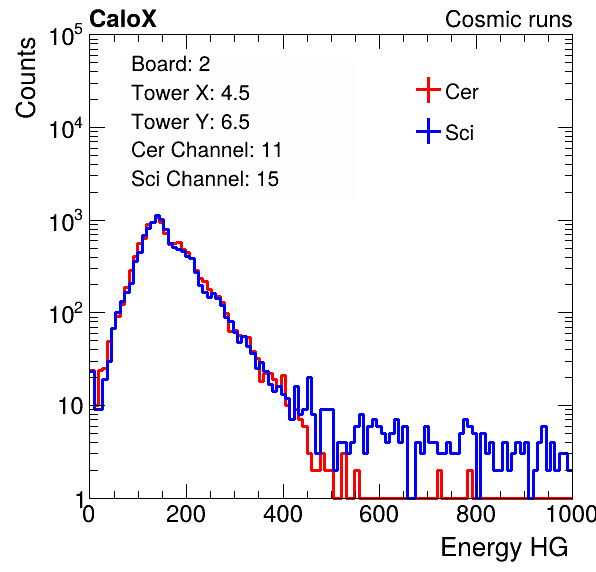 CaloX Cosmic runs
Counts
10^5
10^4
10^3
10^2
10
1
Board: 2
Tower X: 4.5
Tower Y: 6.5
Cer Channel: 11
Sci Channel: 15
Cer
Sci
0 200 400 600 800 1000
Energy HG